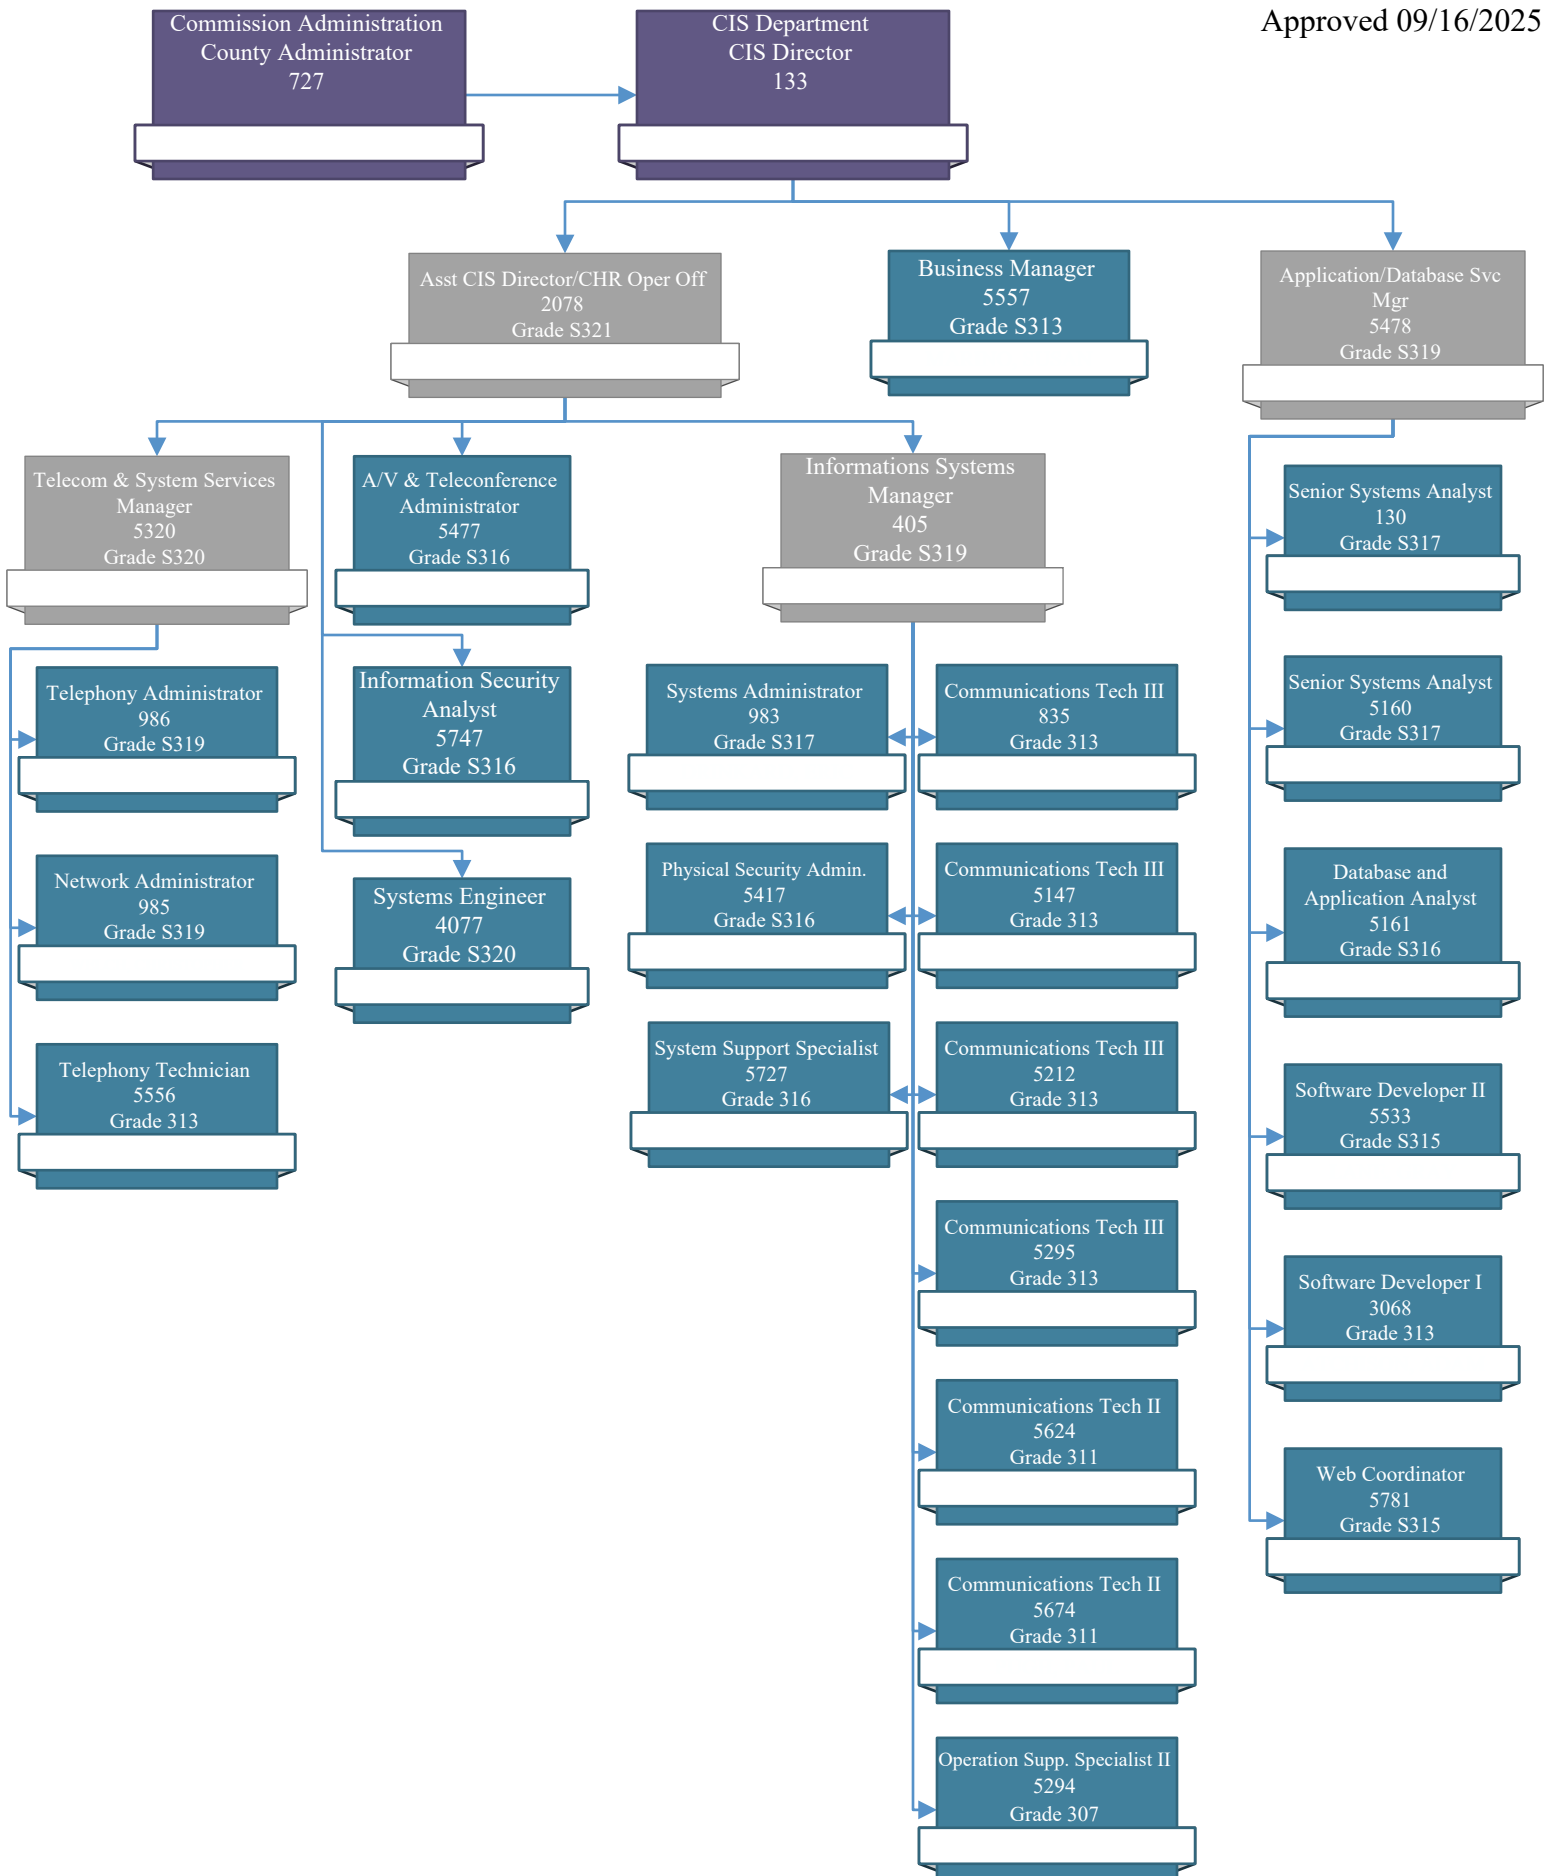 Commission Administration
County Administrator
727
CIS Department
CIS Director
133
Approved 09/16/2025
Asst CIS Director/CHR Oper Off
2078
Grade S321
Business Manager
5557
Grade S313
Application/Database Svc
Mgr
5478
Grade S319
Telecom & System Services
Manager
5320
Grade S320
A/V & Teleconference
Administrator
5477
Grade S316
Informations Systems
Manager
405
Grade S319
Senior Systems Analyst
130
Grade S317
Telephony Administrator
986
Grade S319
Information Security
Analyst
5747
Grade S316
Systems Administrator
983
Grade S317
Communications Tech III
835
Grade 313
Senior Systems Analyst
5160
Grade S317
Network Administrator
985
Grade S319
Systems Engineer
4077
Grade S320
Physical Security Admin.
5417
Grade S316
Communications Tech III
5147
Grade 313
Database and
Application Analyst
5161
Grade S316
Telephony Technician
5556
Grade 313
System Support Specialist
5727
Grade 316
Communications Tech III
5212
Grade 313
Software Developer II
5533
Grade S315
Communications Tech III
5295
Grade 313
Software Developer I
3068
Grade 313
Communications Tech II
5624
Grade 311
Web Coordinator
5781
Grade S315
Communications Tech II
5674
Grade 311
Operation Supp. Specialist II
5294
Grade 307